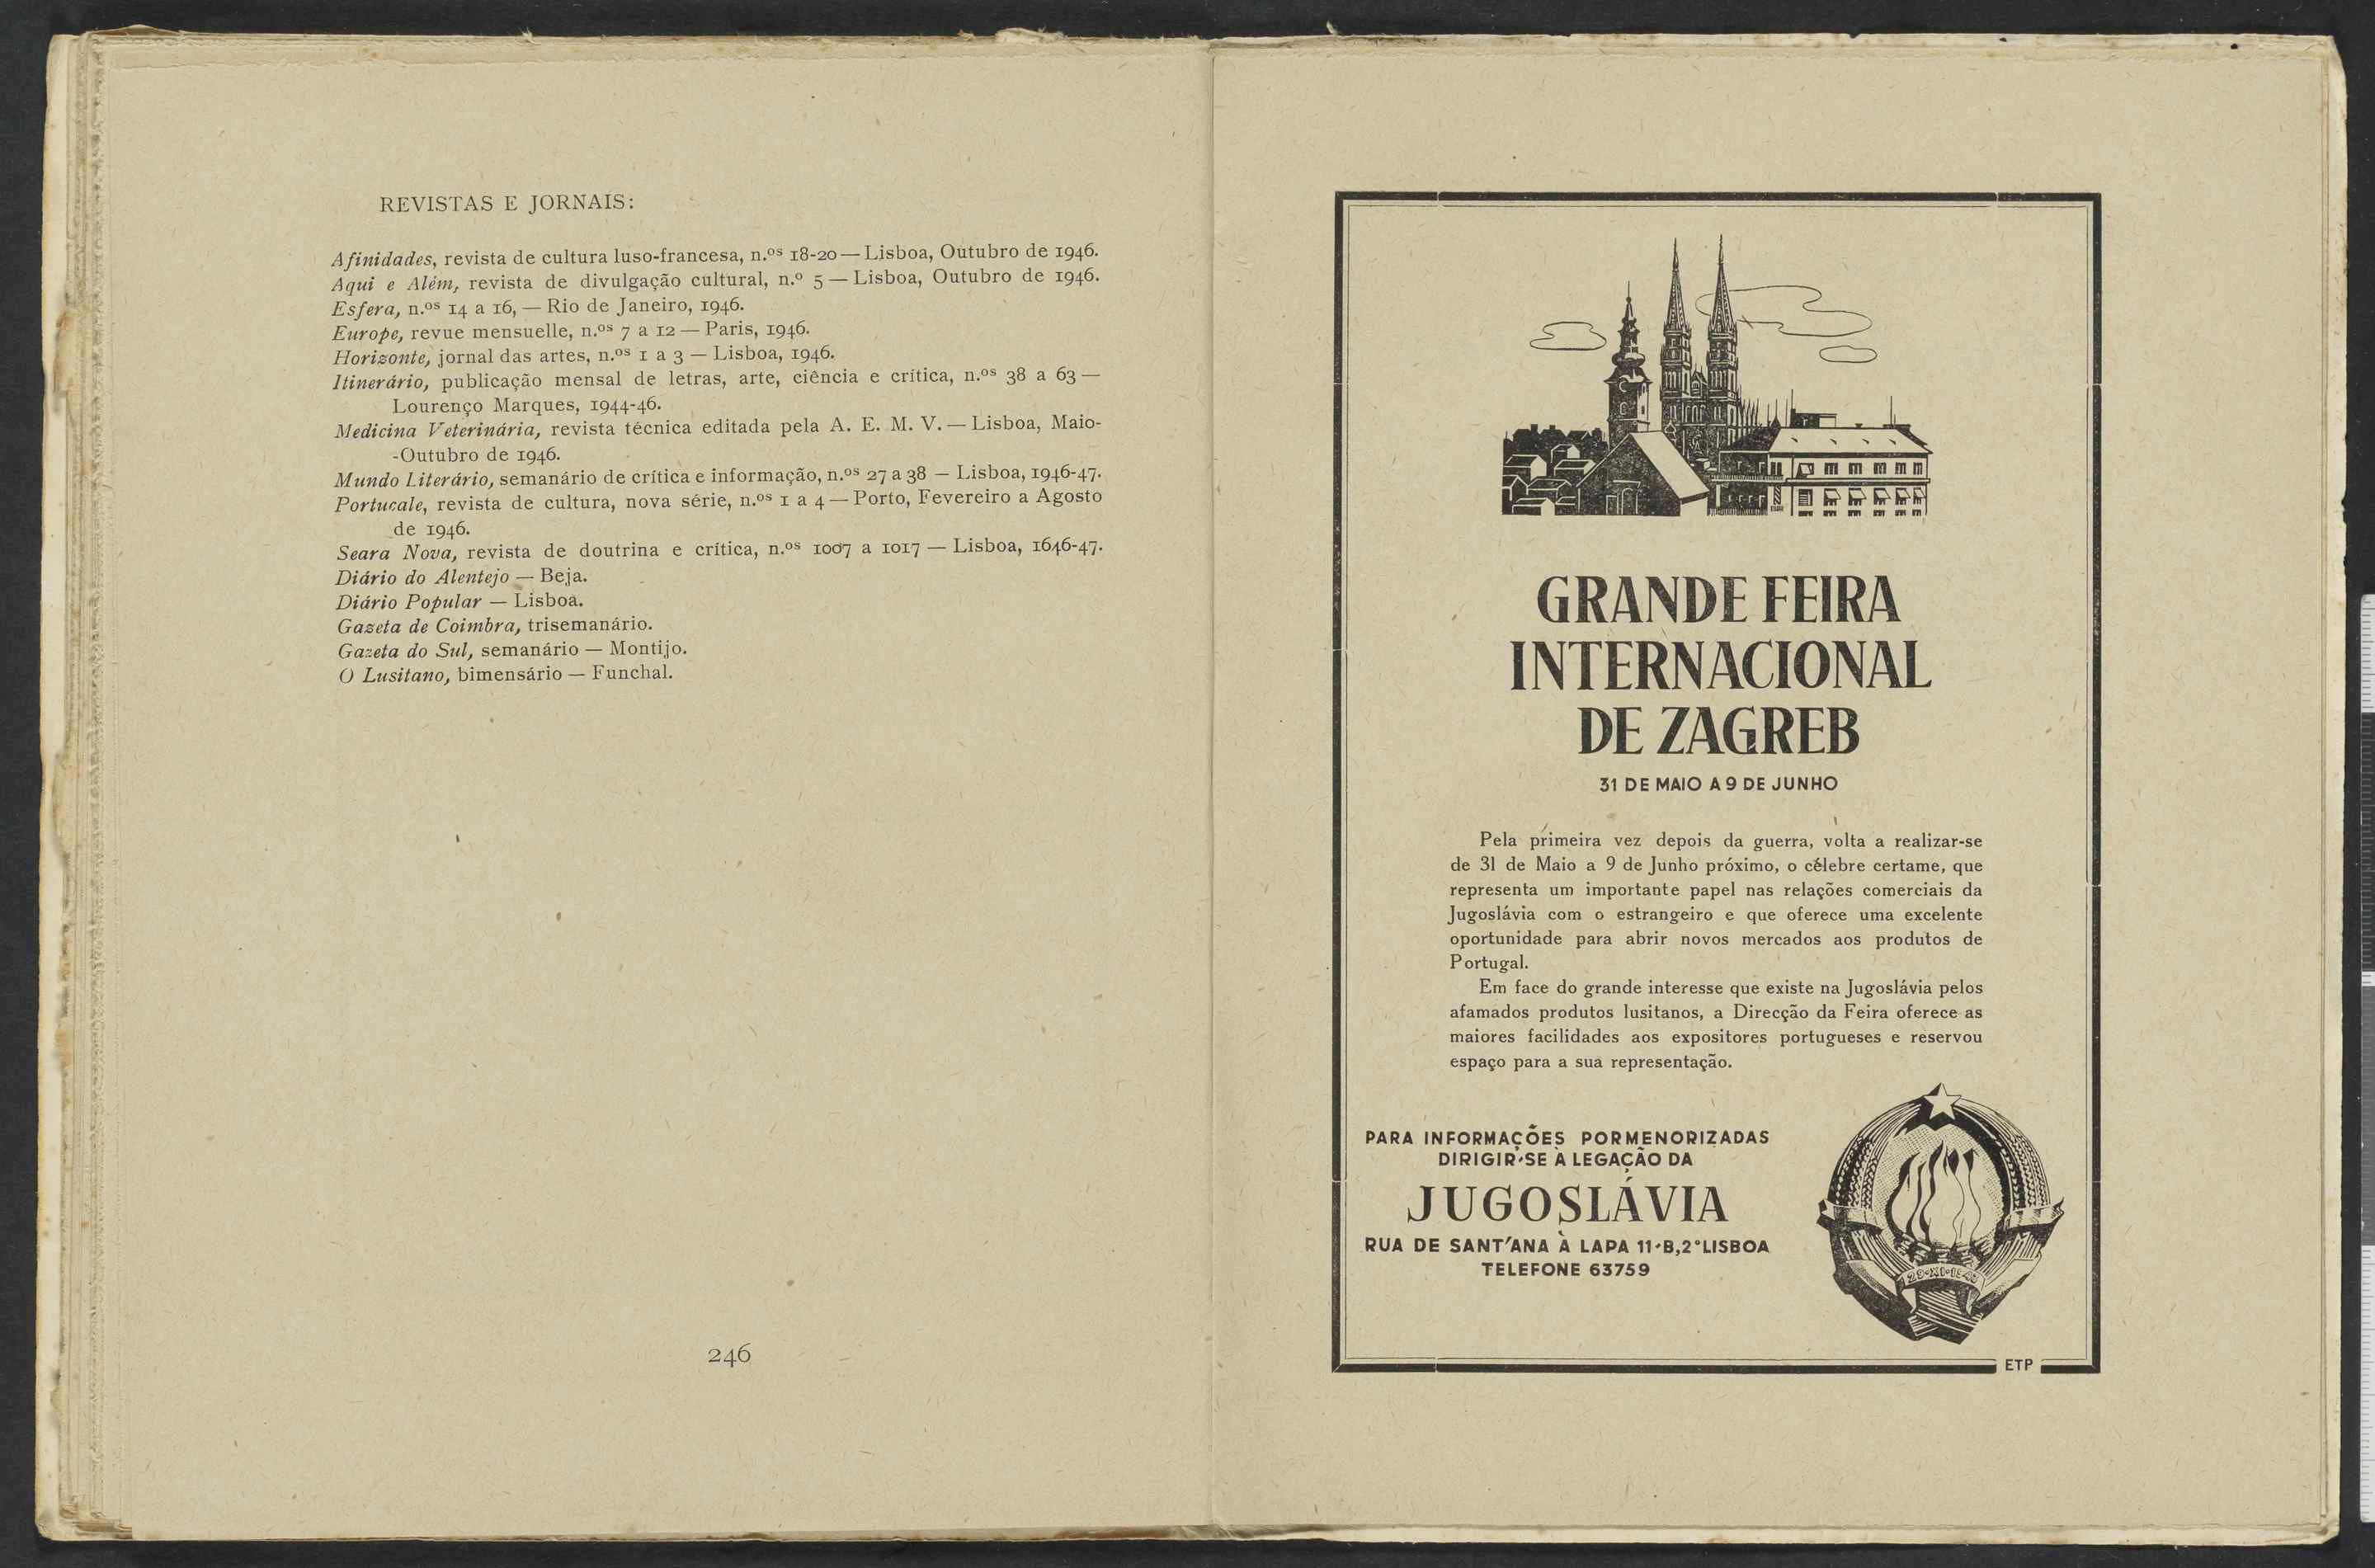 REVISTAS E JORNAIS:
Afinidades, revista de cultura luso-francesa, n.ºs 18-20 — Lisboa, Outubro de 1946.
Aqui e Além, revista de divulgação cultural, n.º 5 — Lisboa, Outubro de 1946.
Esfera, n.ºs 14 a 16, — Rio de Janeiro, 1946.
Europe, revue mensuelle, n.ºs 7 a 12 — Paris, 1946.
Horizonte, jornal das artes, n.ºs 1 a 3 — Lisboa, 1946.
Itinerário, publicação mensal de letras, arte, ciência e crítica, n.ºs 38 a 63 —
Lourenço Marques, 1944-46.
Medicina Veterinária, revista técnica editada pela A. E. M. V. — Lisboa, Maio-
-Outubro de 1946.
Mundo Literário, semanário de crítica e informação, n.ºs 27 a 38 — Lisboa, 1946-47.
Portucale, revista de cultura, nova série, n.ºs 1 a 4 — Porto, Fevereiro a Agosto
de 1946.
Seara Nova, revista de doutrina e crítica, n.ºs 1007 a 1017 — Lisboa, 1646-47.
Diário do Alentejo — Beja.
Diário Popular — Lisboa.
Gazeta de Coimbra, trisemanário.
Gazeta do Sul, semanário — Montijo.
O Lusitano, bimensário — Funchal.
246
GRANDE FEIRA
INTERNACIONAL
DE ZAGREB
31 DE MAIO A 9 DE JUNHO
Pela primeira vez depois da guerra, volta a realizar-se
de 31 de Maio a 9 de Junho próximo, o célebre certame, que
representa um importante papel nas relações comerciais da
Jugoslávia com o estrangeiro e que oferece uma excelente
oportunidade para abrir novos mercados aos produtos de
Portugal.
Em face do grande interesse que existe na Jugoslávia pelos
afamados produtos lusitanos, a Direcção da Feira oferece as
maiores facilidades aos expositores portugueses e reservou
espaço para a sua representação.
PARA INFORMAÇÕES PORMENORIZADAS
DIRIGIR-SE À LEGAÇÃO DA
JUGOSLÁVIA
RUA DE SANT'ANA À LAPA 11-B,2º LISBOA
TELEFONE 63759
29•XI•1943
ETP